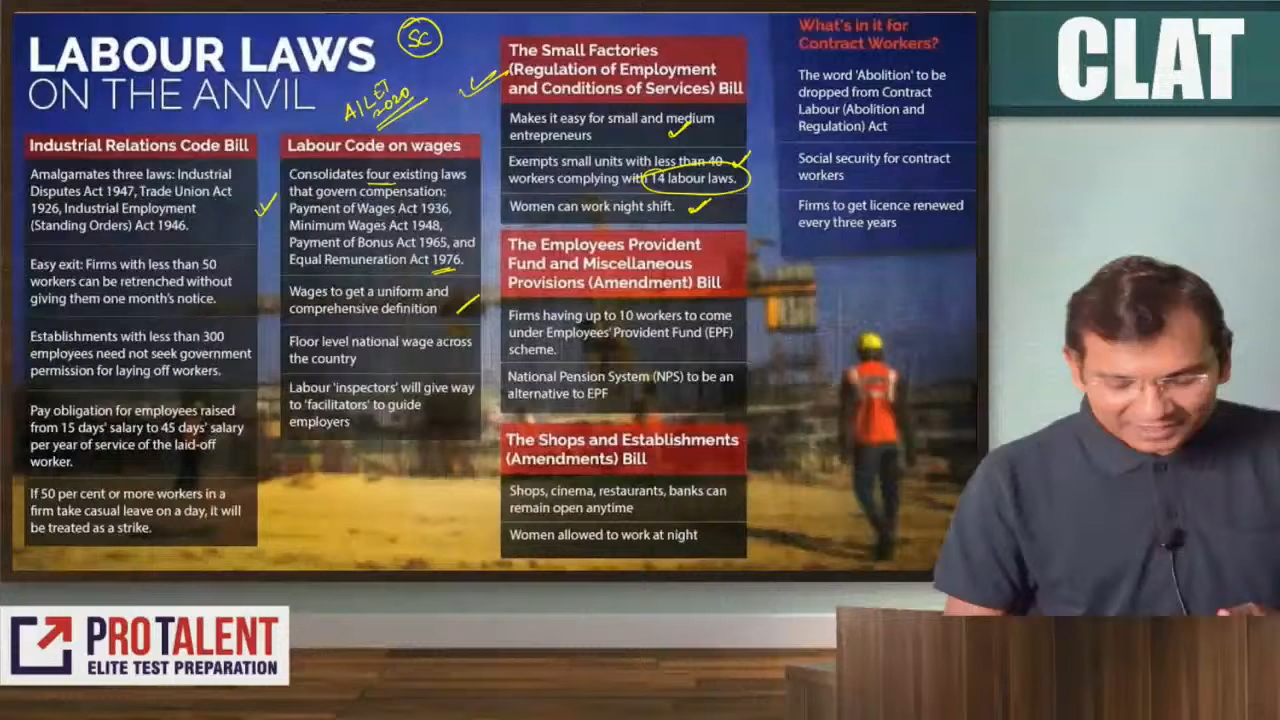 LABOUR LAWS
ON THE ANVIL
SC
AILET
2020
Industrial Relations Code Bill
Amalgamates three laws: Industrial
Disputes Act 1947, Trade Union Act
1926, Industrial Employment
(Standing Orders) Act 1946.
Easy exit: Firms with less than 50
workers can be retrenched without
giving them one month's notice.
Establishments with less than 300
employees need not seek government
permission for laying off workers.
Pay obligation for employees raised
from 15 days' salary to 45 days' salary
per year of service of the laid-off
worker.
If 50 per cent or more workers in a
firm take casual leave on a day, it will
be treated as a strike.
Labour Code on wages
Consolidates four existing laws
that govern compensation:
Payment of Wages Act 1936,
Minimum Wages Act 1948,
Payment of Bonus Act 1965, and
Equal Remuneration Act 1976.
Wages to get a uniform and
comprehensive definition
Floor level national wage across
the country
Labour 'inspectors' will give way
to 'facilitators' to guide
employers
The Small Factories
(Regulation of Employment
and Conditions of Services) Bill
Makes it easy for small and medium
entrepreneurs
Exempts small units with less than 40
workers complying with 14 labour laws.
Women can work night shift.
The Employees Provident
Fund and Miscellaneous
Provisions (Amendment) Bill
Firms having up to 10 workers to come
under Employees' Provident Fund (EPF)
scheme.
National Pension System (NPS) to be an
alternative to EPF
The Shops and Establishments
(Amendments) Bill
Shops, cinema, restaurants, banks can
remain open anytime
Women allowed to work at night
What's in it for
Contract Workers?
The word 'Abolition' to be
dropped from Contract
Labour (Abolition and
Regulation) Act
Social security for contract
workers
Firms to get licence renewed
every three years
CLAT
PROTALENT
ELITE TEST PREPARATION